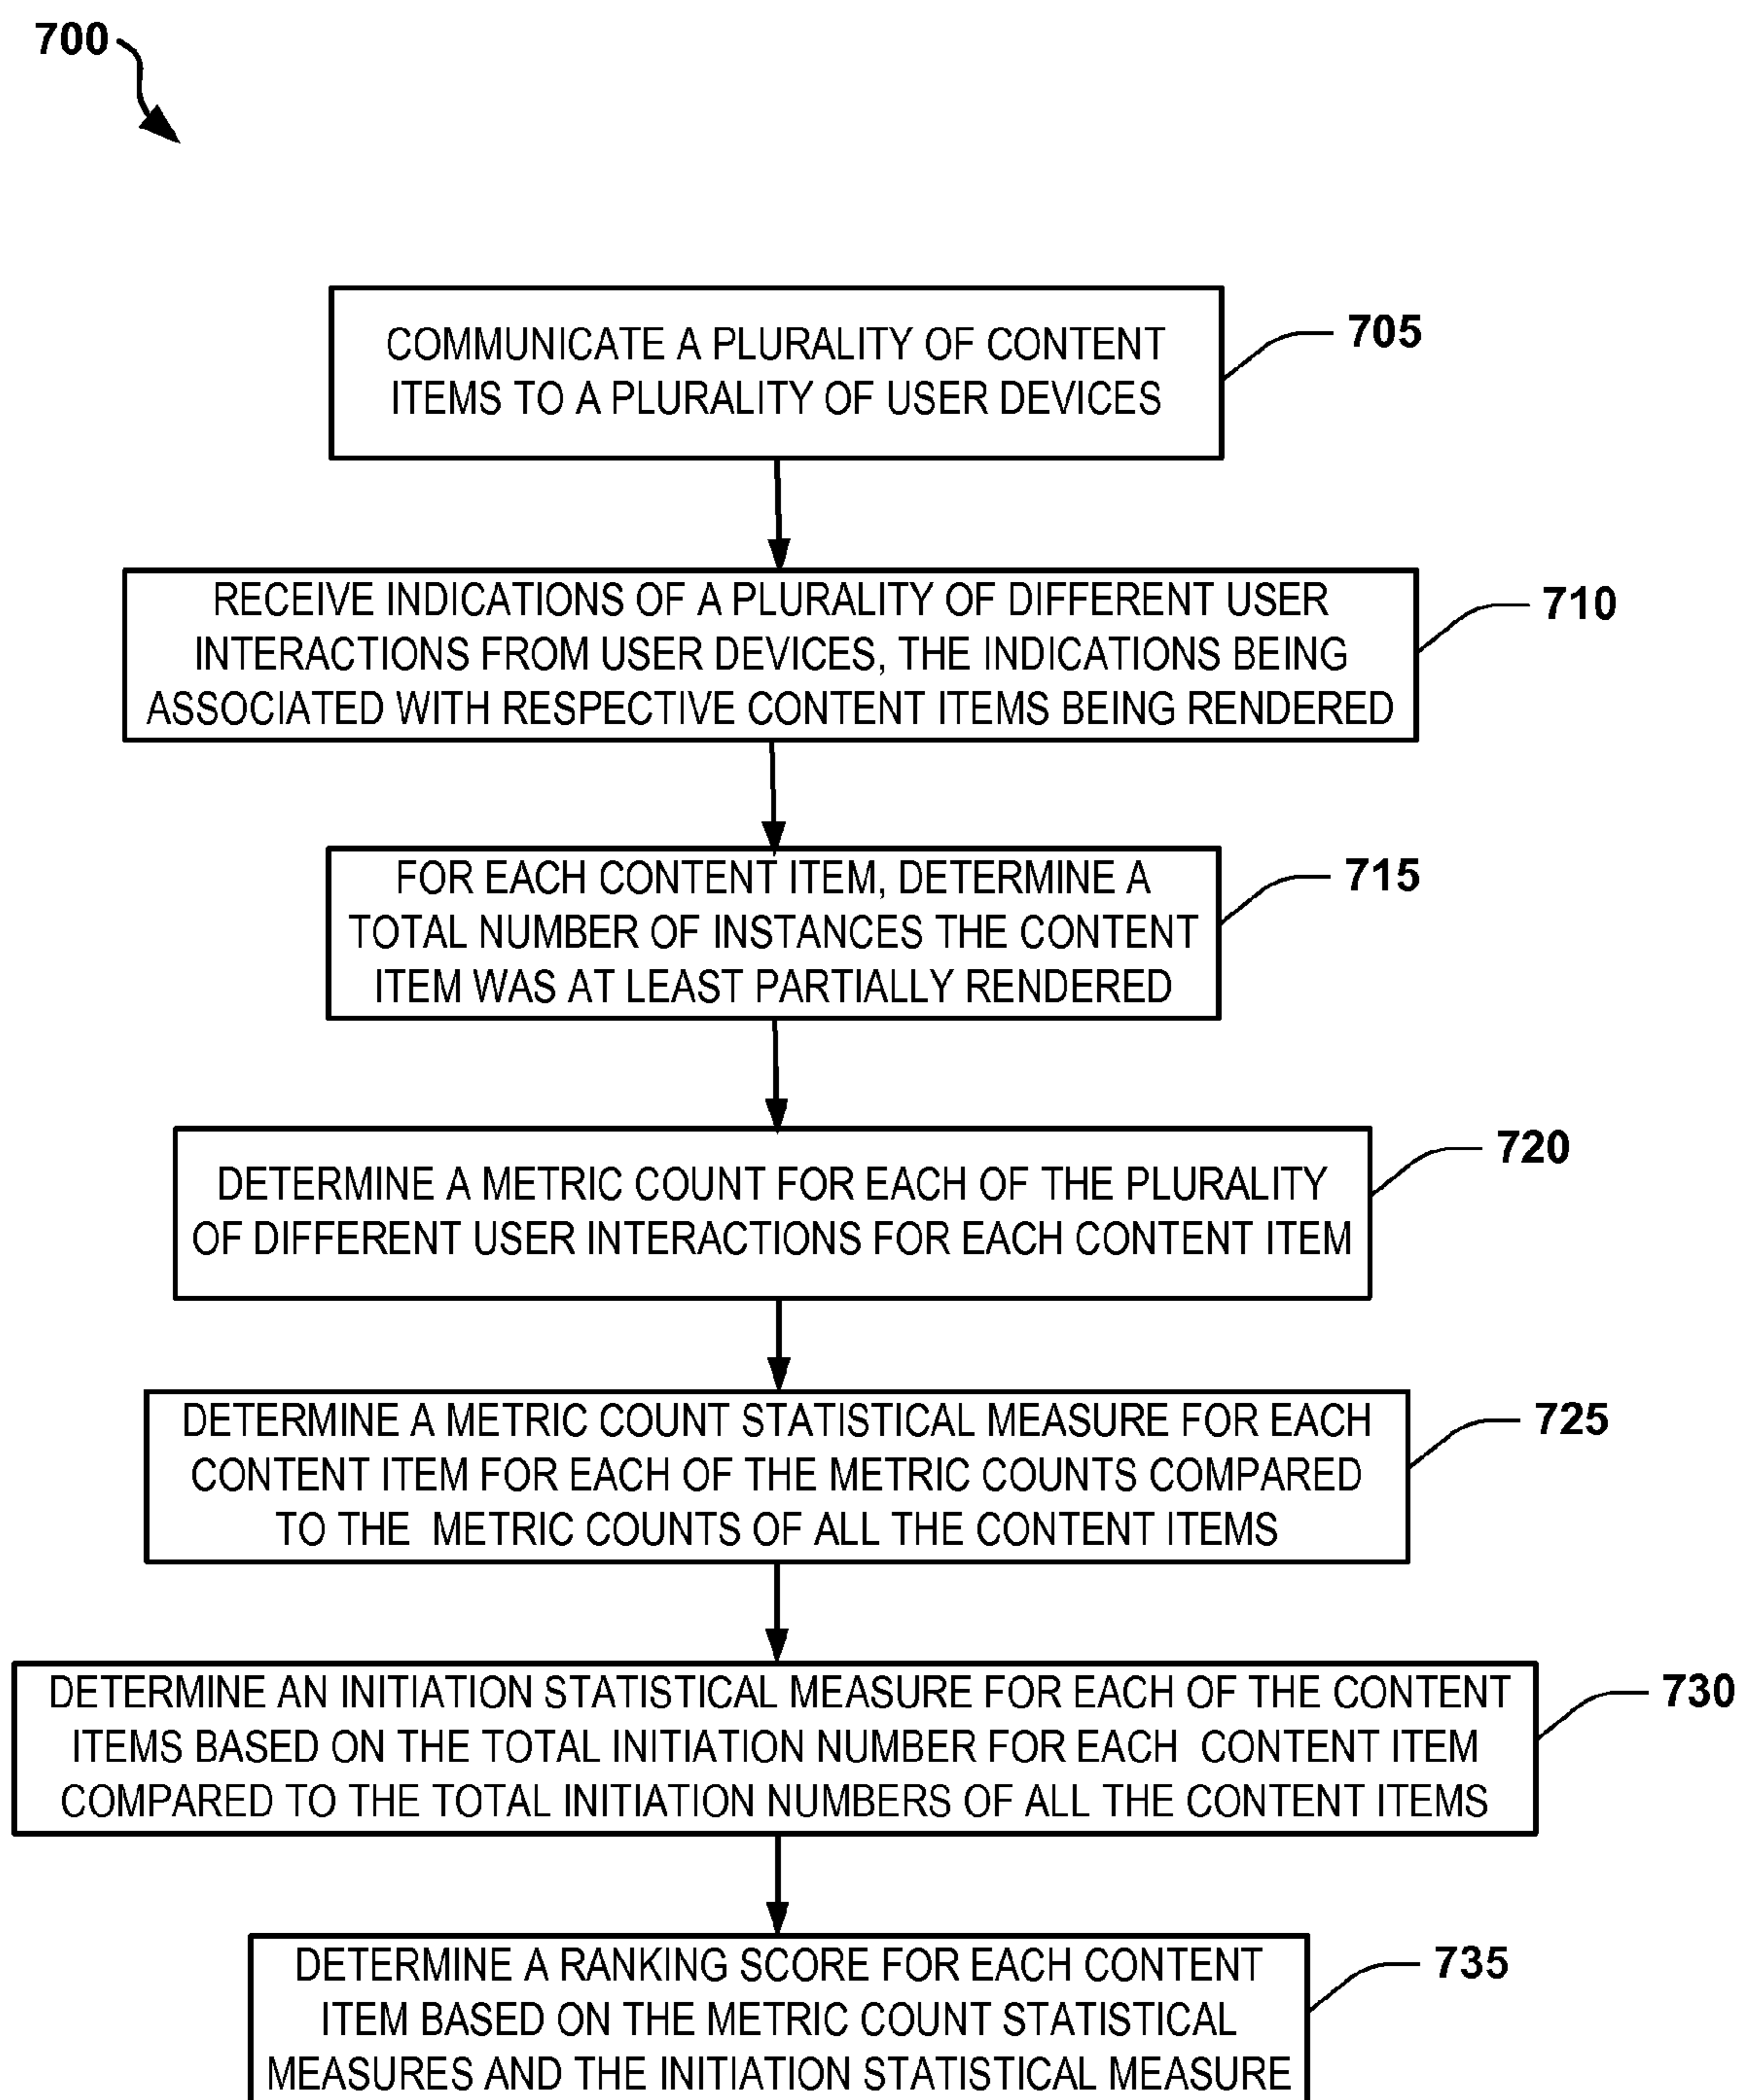 700
COMMUNICATE A PLURALITY OF CONTENT
ITEMS TO A PLURALITY OF USER DEVICES
705
RECEIVE INDICATIONS OF A PLURALITY OF DIFFERENT USER
INTERACTIONS FROM USER DEVICES, THE INDICATIONS BEING
ASSOCIATED WITH RESPECTIVE CONTENT ITEMS BEING RENDERED
710
FOR EACH CONTENT ITEM, DETERMINE A
TOTAL NUMBER OF INSTANCES THE CONTENT
ITEM WAS AT LEAST PARTIALLY RENDERED
715
DETERMINE A METRIC COUNT FOR EACH OF THE PLURALITY
OF DIFFERENT USER INTERACTIONS FOR EACH CONTENT ITEM
720
DETERMINE A METRIC COUNT STATISTICAL MEASURE FOR EACH
CONTENT ITEM FOR EACH OF THE METRIC COUNTS COMPARED
TO THE METRIC COUNTS OF ALL THE CONTENT ITEMS
725
DETERMINE AN INITIATION STATISTICAL MEASURE FOR EACH OF THE CONTENT
ITEMS BASED ON THE TOTAL INITIATION NUMBER FOR EACH CONTENT ITEM
COMPARED TO THE TOTAL INITIATION NUMBERS OF ALL THE CONTENT ITEMS
730
DETERMINE A RANKING SCORE FOR EACH CONTENT
ITEM BASED ON THE METRIC COUNT STATISTICAL
MEASURES AND THE INITIATION STATISTICAL MEASURE
735